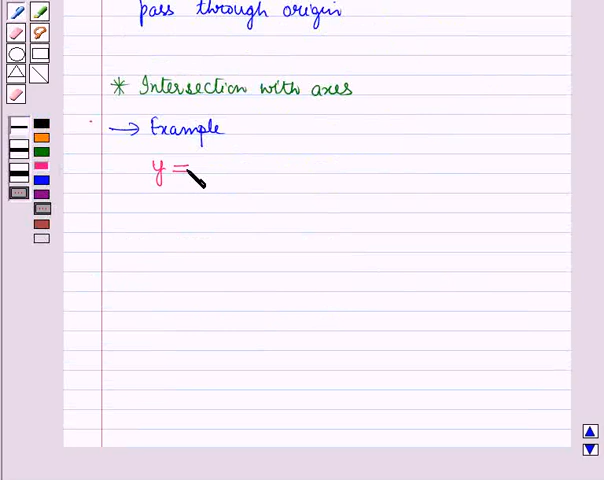 pass through origin
* Intersection with axes
→ Example
y =